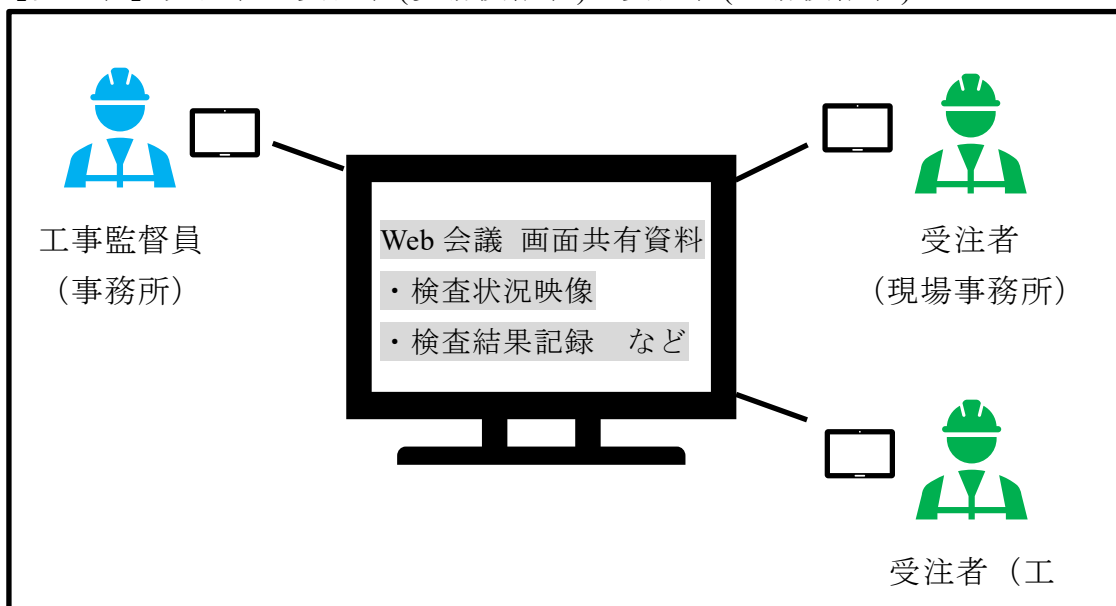 工事監督員
（事務所）
Web 会議 画面共有資料
・検査状況映像
・検査結果記録　など
受注者
（現場事務所）
受注者（工